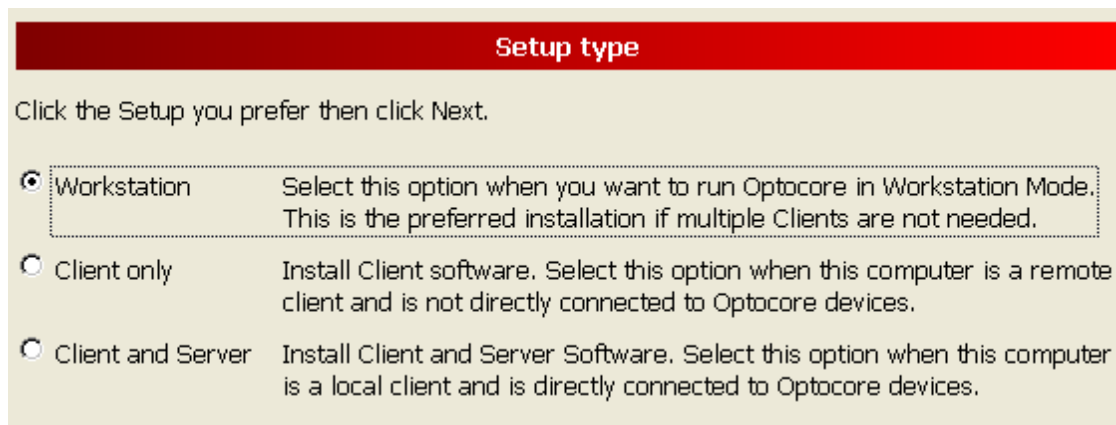 Setup type
Click the Setup you prefer then click Next.
Workstation Select this option when you want to run Optocore in Workstation Mode.
This is the preferred installation if multiple Clients are not needed.
Client only Install Client software. Select this option when this computer is a remote
client and is not directly connected to Optocore devices.
Client and Server Install Client and Server Software. Select this option when this computer
is a local client and is directly connected to Optocore devices.